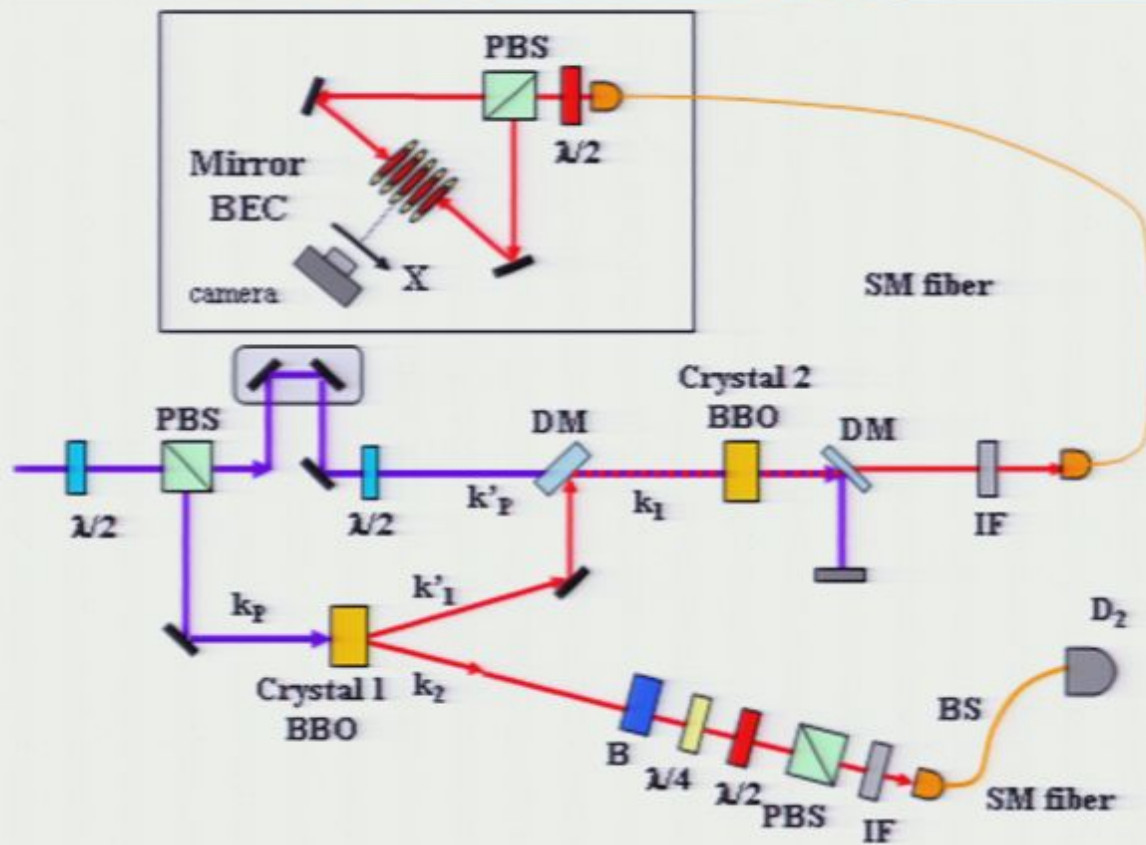 PBS
λ/2
Mirror
BEC
camera
X
SM fiber
Crystal 2
BBO
PBS
DM
DM
λ/2
λ/2
k'P
k1
IF
k'1
kP
k2
Crystal 1
BBO
D2
BS
B
λ/4
λ/2
PBS
IF
SM fiber